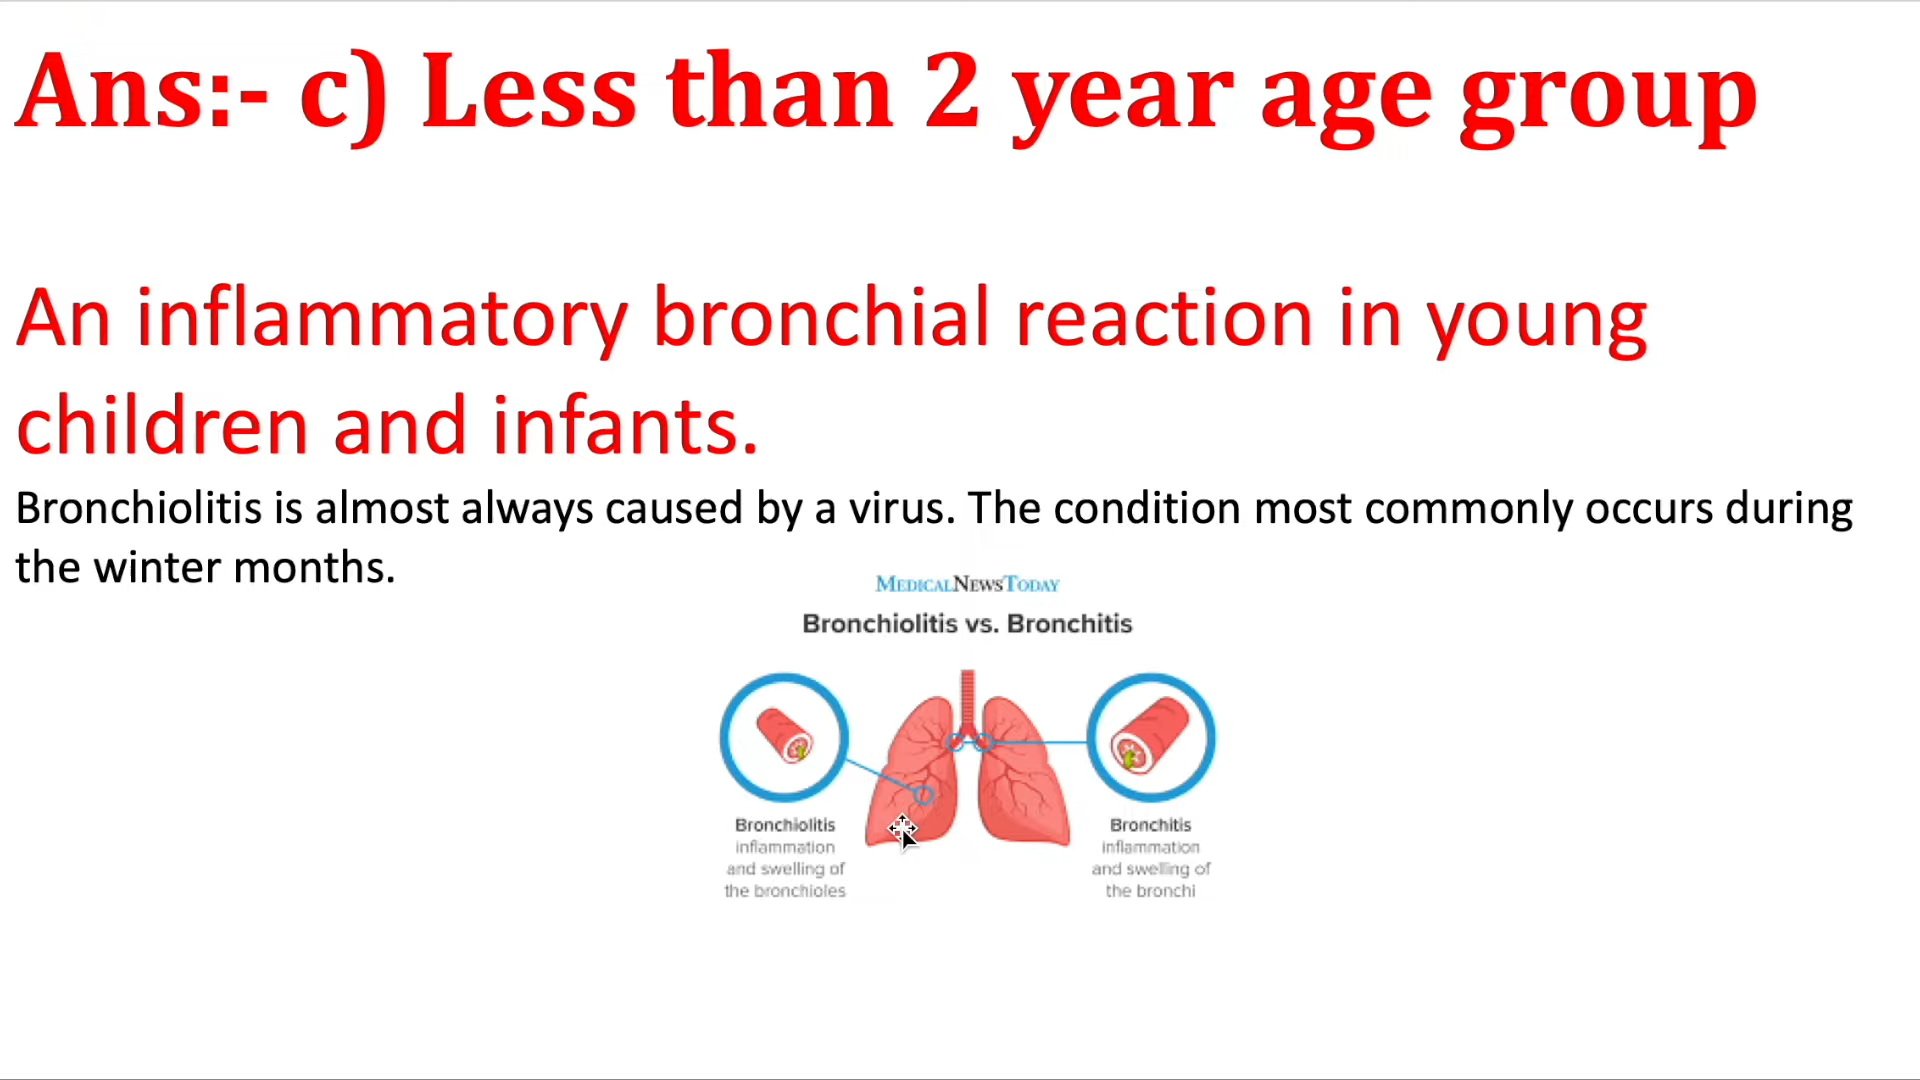 Ans:- c) Less than 2 year age group
An inflammatory bronchial reaction in young
children and infants.
Bronchiolitis is almost always caused by a virus. The condition most commonly occurs during
the winter months.
MEDICALNEWSTODAY
Bronchiolitis vs. Bronchitis
Bronchiolitis
inflammation
and swelling of
the bronchioles
Bronchitis
inflammation
and swelling of
the bronchi